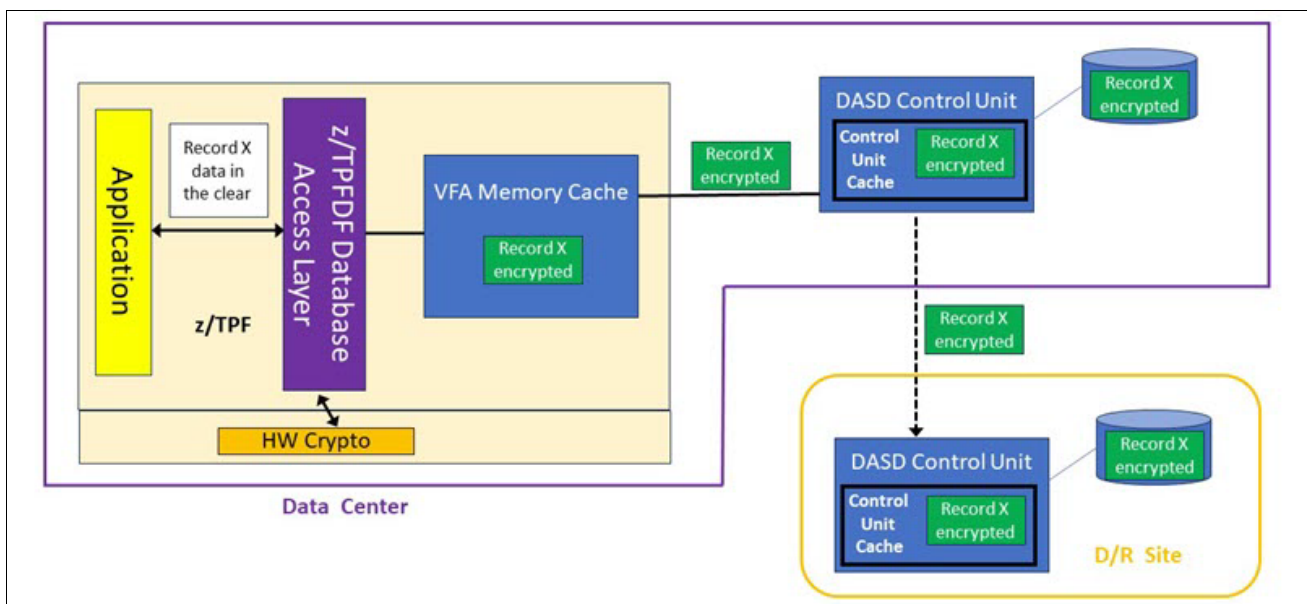 Application
Record X
data in
the clear
z/TPF
z/TPFDF Database
Access Layer
VFA Memory Cache
Record X
encrypted
HW Crypto
Data Center
Record X
encrypted
DASD Control Unit
Control
Unit
Cache
Record X
encrypted
Record X
encrypted
Record X
encrypted
DASD Control Unit
Control
Unit
Cache
Record X
encrypted
Record X
encrypted
D/R Site